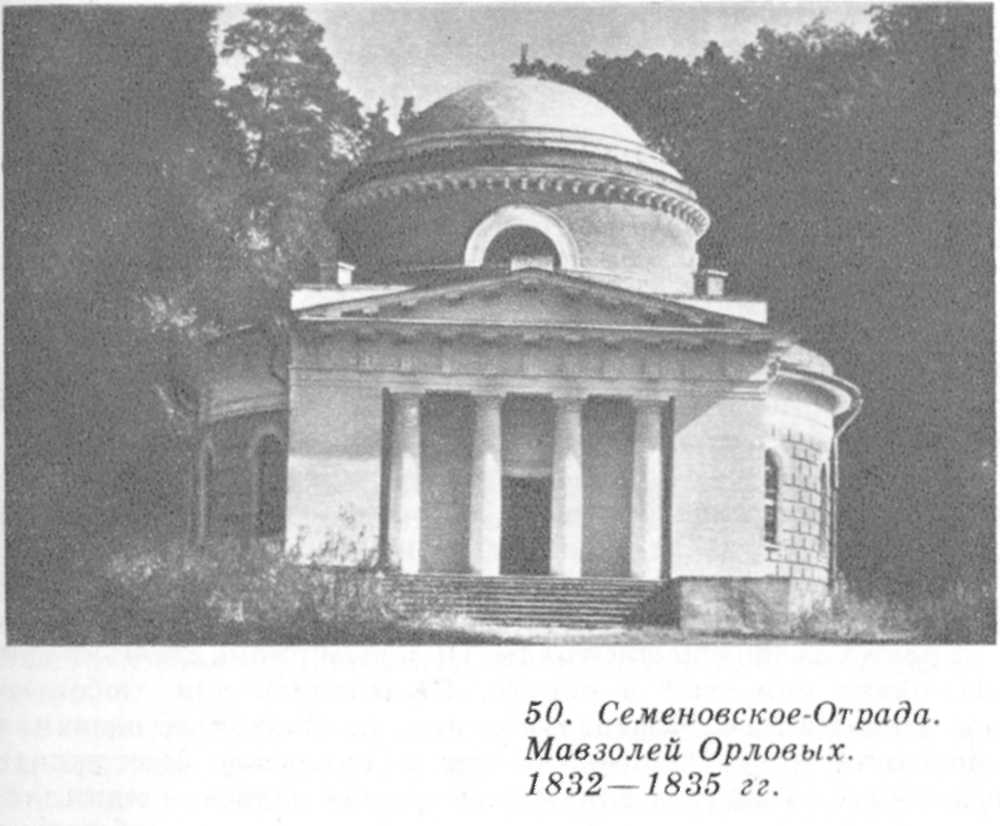 50. Семеновское-Отрада.
Мавзолей Орловых.
1832—1835 гг.